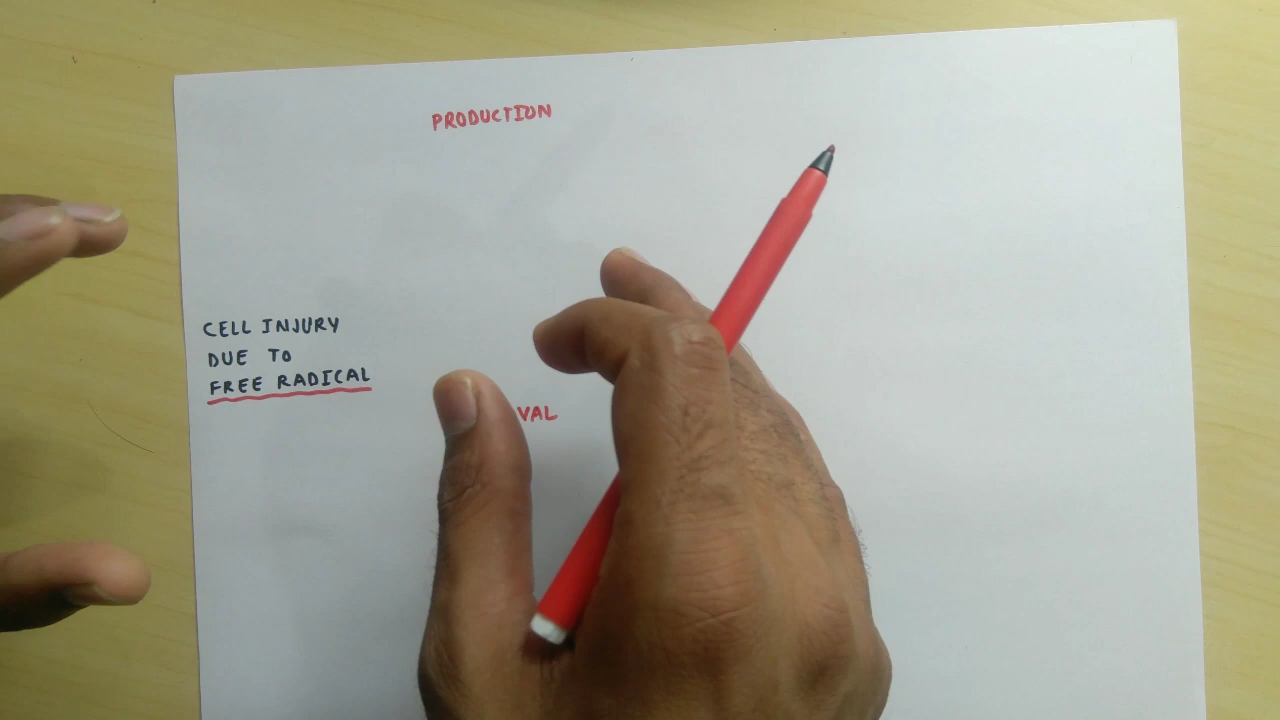 PRODUCTION
CELL INJURY
DUE TO
FREE RADICAL
VAL